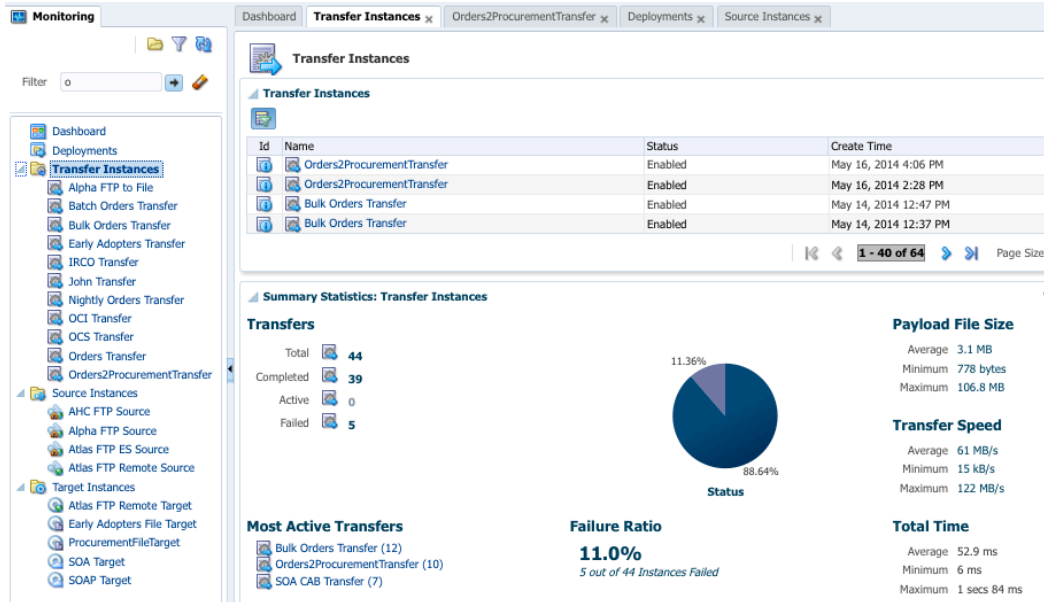 Monitoring
Filter o
Dashboard
Deployments
Transfer Instances
Alpha FTP to File
Batch Orders Transfer
Bulk Orders Transfer
Early Adopters Transfer
IRCO Transfer
John Transfer
Nightly Orders Transfer
OCI Transfer
OCS Transfer
Orders Transfer
Orders2ProcurementTransfer
Source Instances
AHC FTP Source
Alpha FTP Source
Atlas FTP ES Source
Atlas FTP Remote Source
Target Instances
Atlas FTP Remote Target
Early Adopters File Target
ProcurementFileTarget
SOA Target
SOAP Target
Dashboard Transfer Instances Orders2ProcurementTransfer Deployments Source Instances
Transfer Instances
Transfer Instances
Id Name Status Create Time
Orders2ProcurementTransfer Enabled May 16, 2014 4:06 PM
Orders2ProcurementTransfer Enabled May 16, 2014 2:28 PM
Bulk Orders Transfer Enabled May 14, 2014 12:47 PM
Bulk Orders Transfer Enabled May 14, 2014 12:37 PM
1 - 40 of 64 Page Size
Summary Statistics: Transfer Instances
Transfers
Total 44
Completed 39
Active 0
Failed 5
11.36%
88.64%
Status
Payload File Size
Average 3.1 MB
Minimum 778 bytes
Maximum 106.8 MB
Transfer Speed
Average 61 MB/s
Minimum 15 kB/s
Maximum 122 MB/s
Most Active Transfers
Bulk Orders Transfer (12)
Orders2ProcurementTransfer (10)
SOA CAB Transfer (7)
Failure Ratio
11.0%
5 out of 44 Instances Failed
Total Time
Average 52.9 ms
Minimum 6 ms
Maximum 1 secs 84 ms